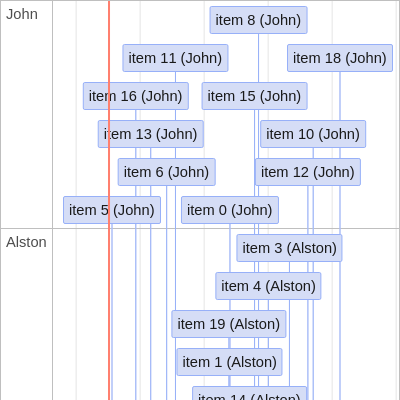 John
item 8 (John)
item 11 (John)
item 18 (John)
item 16 (John)
item 15 (John)
item 13 (John)
item 10 (John)
item 6 (John)
item 12 (John)
item 5 (John)
item 0 (John)
Alston
item 3 (Alston)
item 4 (Alston)
item 19 (Alston)
item 1 (Alston)
item 14 (Alston)